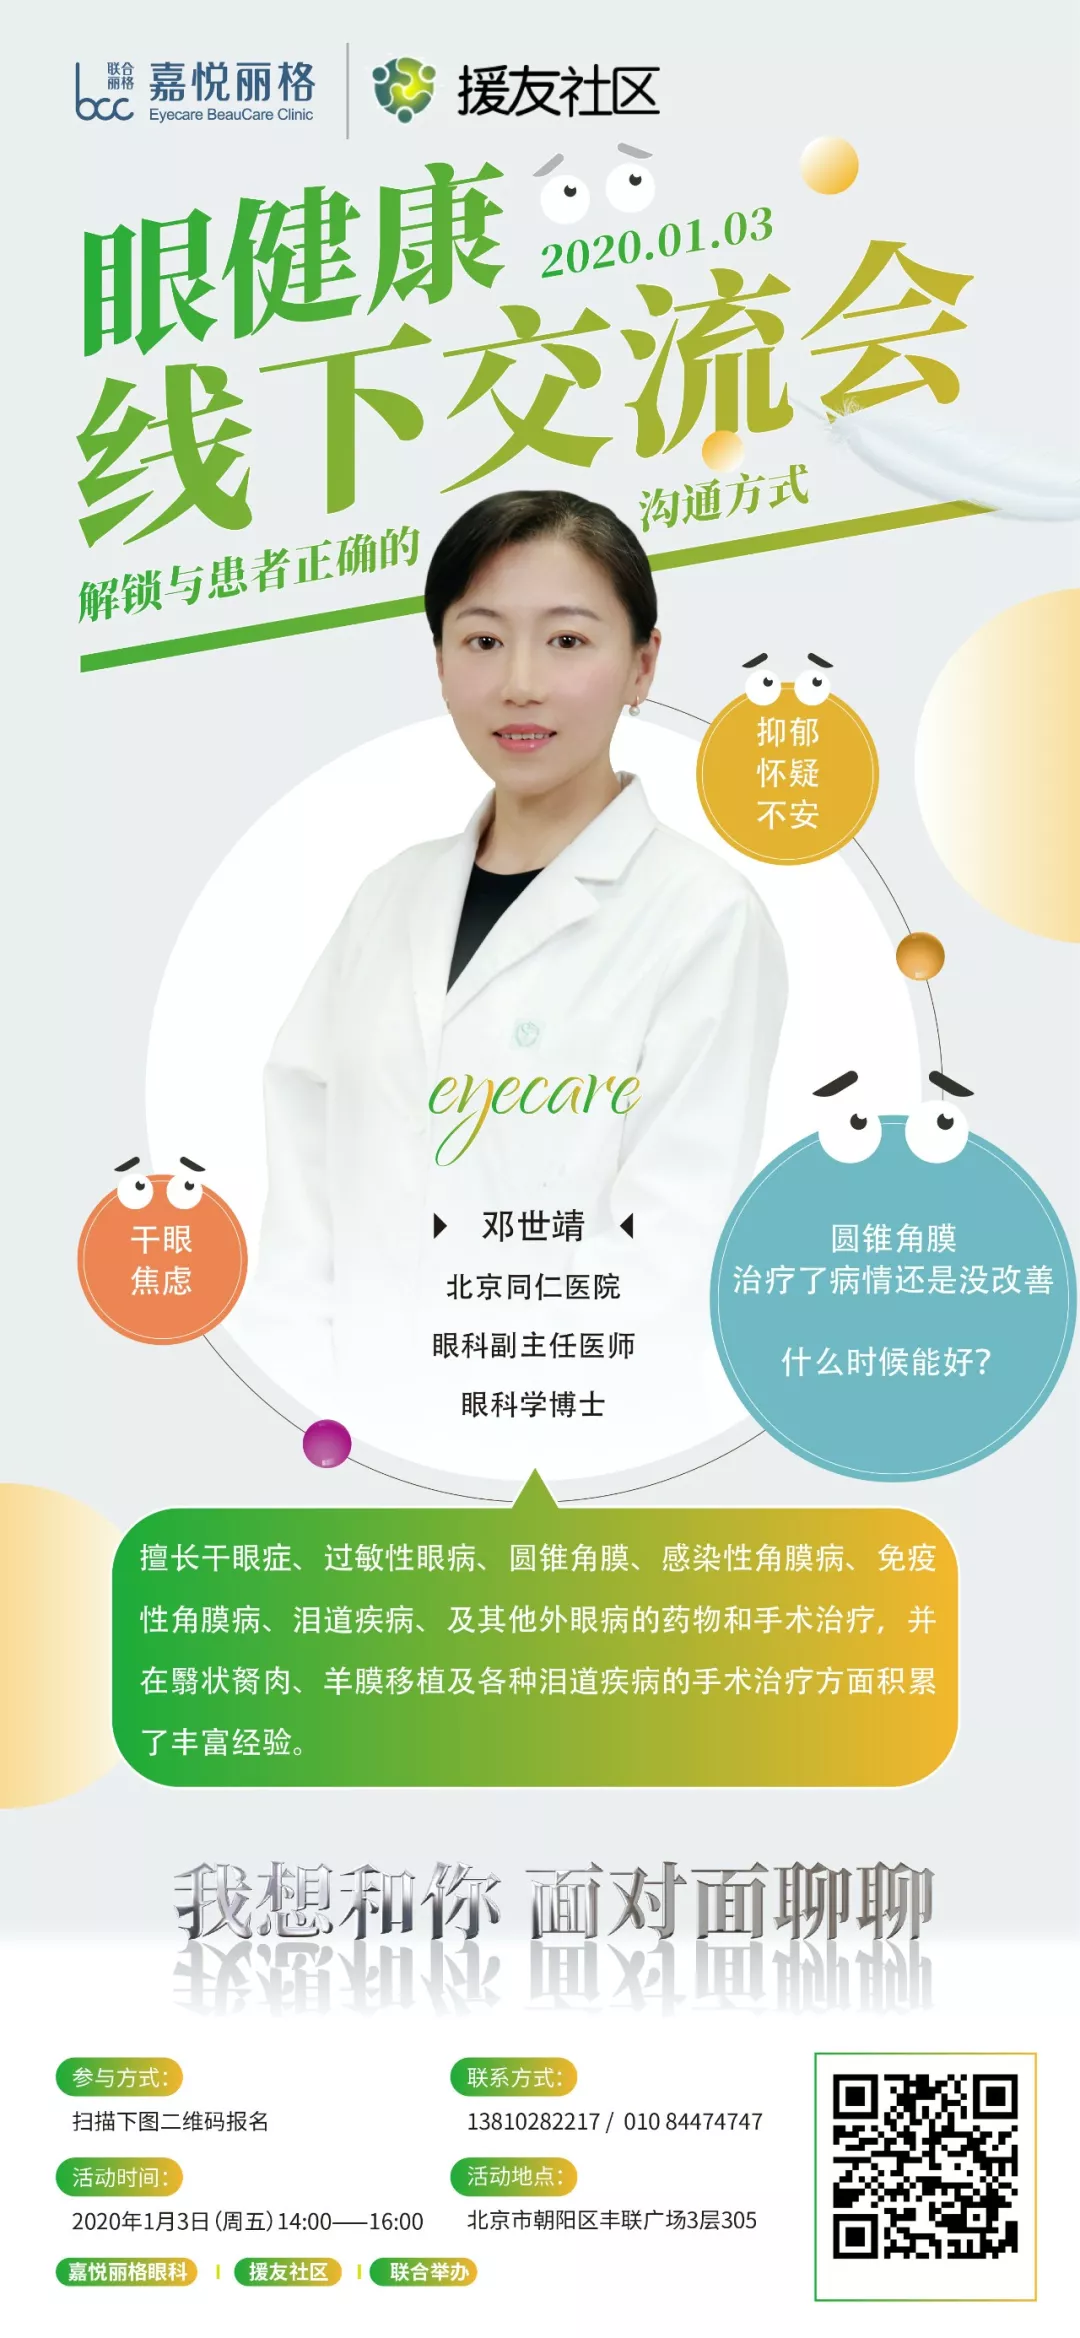 联合
丽格
bcc
嘉悦丽格
Eyecare BeauCare Clinic
援友社区
眼健康
2020.01.03
线下交流会
解锁与患者正确的 沟通方式
抑郁
怀疑
不安
eyecare
干眼
焦虑
邓世靖
北京同仁医院
眼科副主任医师
眼科学博士
圆锥角膜
治疗了病情还是没改善
什么时候能好?
擅长干眼症、过敏性眼病、圆锥角膜、感染性角膜病、免疫
性角膜病、泪道疾病、及其他外眼病的药物和手术治疗，并
在翳状胬肉、羊膜移植及各种泪道疾病的手术治疗方面积累
了丰富经验。
我想和你 面对面聊聊
参与方式：
扫描下图二维码报名
联系方式：
13810282217 / 010 84474747
活动时间：
2020年1月3日（周五）14:00——16:00
活动地点：
北京市朝阳区丰联广场3层305
嘉悦丽格眼科 | 援友社区 | 联合举办